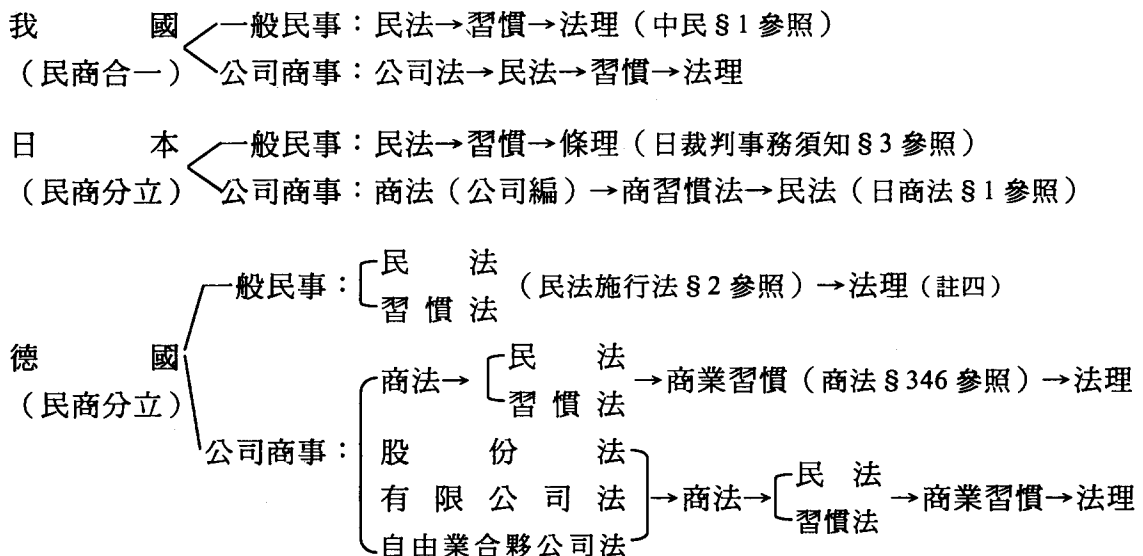 我國 一般民事：民法→習慣→法理（中民§1參照）
（民商合一） 公司商事：公司法→民法→習慣→法理
日本 一般民事：民法→習慣→條理（日裁判事務須知§3參照）
（民商分立） 公司商事：商法（公司編）→商習慣法→民法（日商法§1參照）
民法
一般民事： （民法施行法§2參照）→法理（註四）
習慣法
德國
（民商分立）
民法
商法→ →商業習慣（商法§346參照）→法理
習慣法
公司商事：
股份法
有限公司法
自由業合夥公司法
→商法→
民法
習慣法
→商業習慣→法理